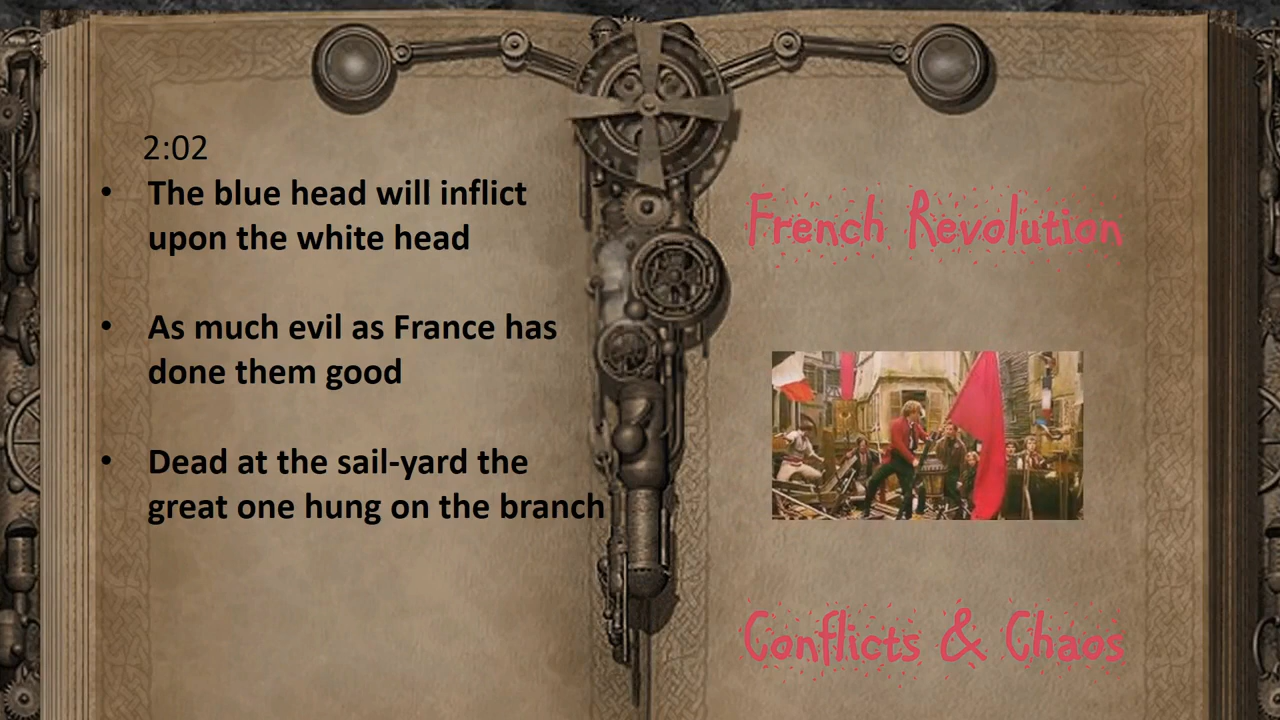 2:02
• The blue head will inflict
upon the white head
• As much evil as France has
done them good
• Dead at the sail-yard the
great one hung on the branch
French Revolution
Conflicts & Chaos